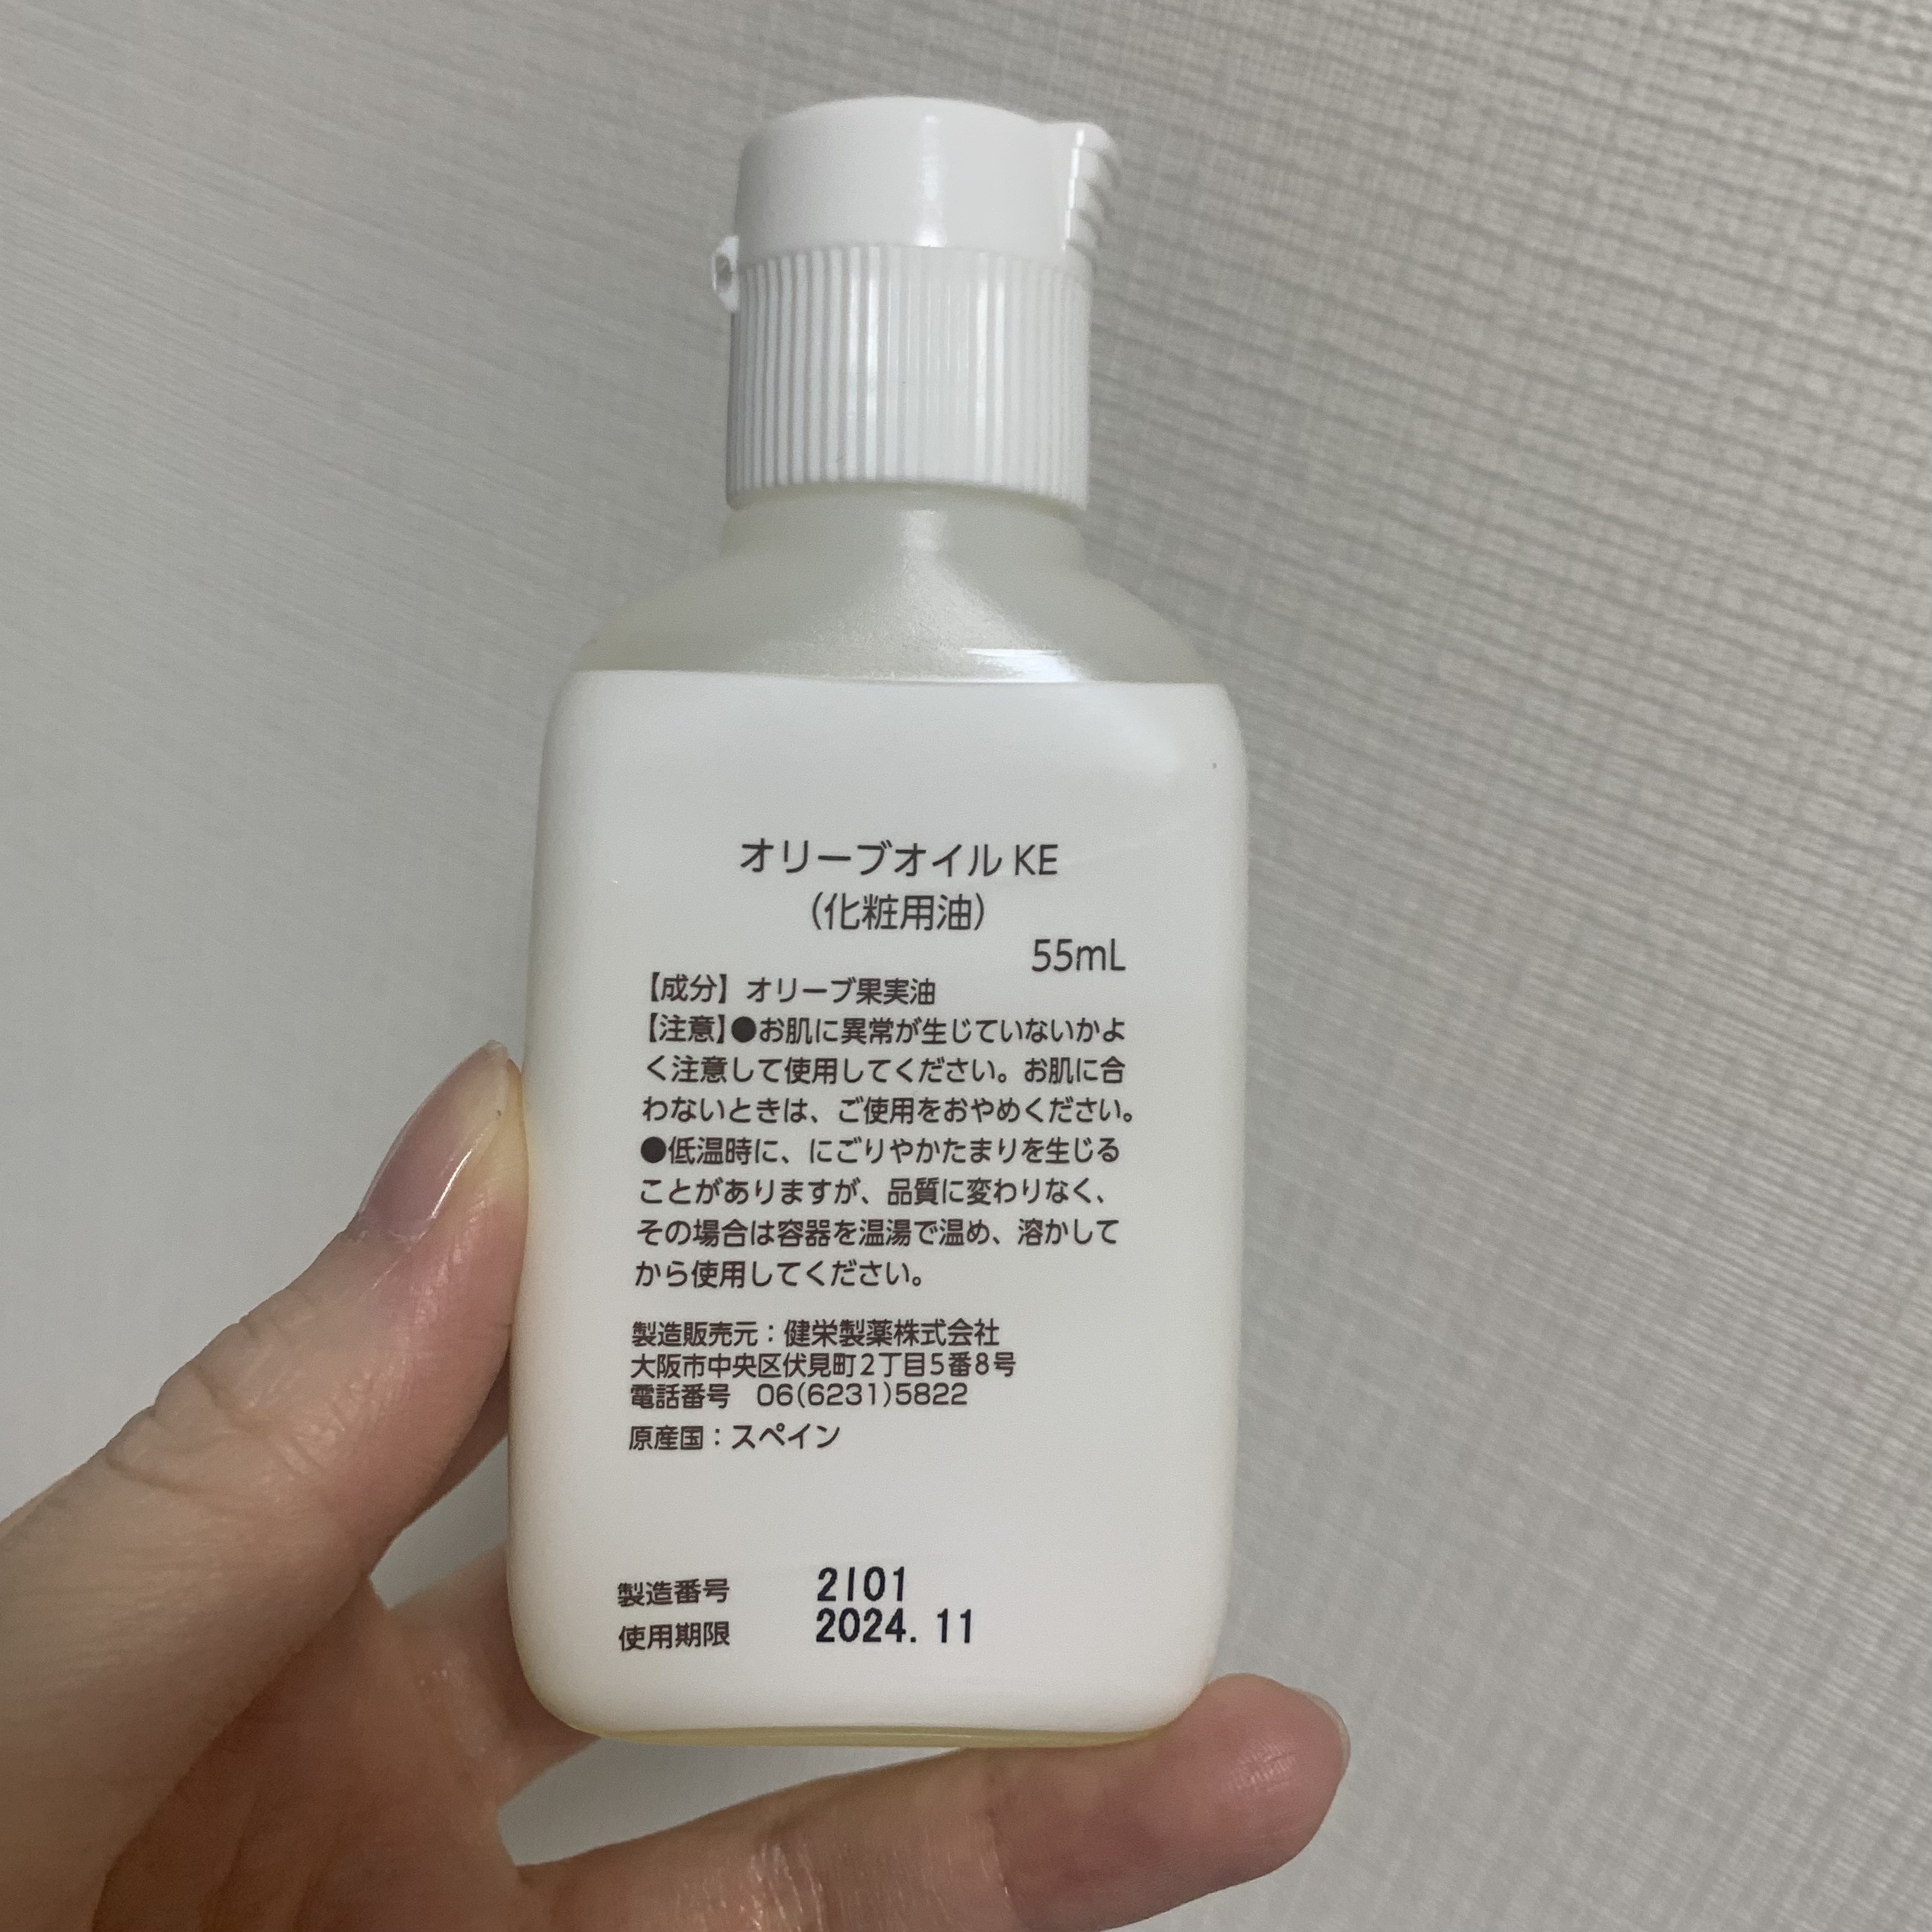 オリーブオイル KE
（化粧用油）
55mL
【成分】オリーブ果実油
【注意】●お肌に異常が生じていないかよ
く注意して使用してください。お肌に合
わないときは、ご使用をおやめください。
●低温時に、にごりやかたまりを生じる
ことがありますが、品質に変わりなく、
その場合は容器を温湯で温め、溶かして
から使用してください。
製造販売元：健栄製薬株式会社
大阪市中央区伏見町2丁目5番8号
電話番号　06(6231)5822
原産国：スペイン
製造番号　2I01
使用期限　2024.11